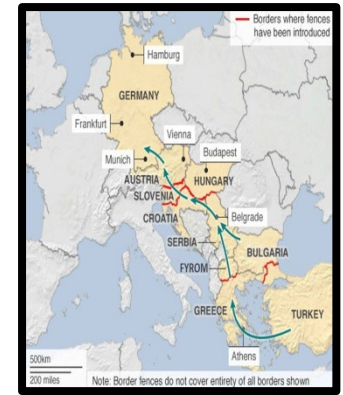 Borders where fences
have been introduced
Hamburg
GERMANY
Frankfurt
Vienna
Munich
Budapest
AUSTRIA
HUNGARY
SLOVENIA
CROATIA
Belgrade
SERBIA
BULGARIA
FYROM
GREECE
TURKEY
Athens
500km
200 miles
Note: Border fences do not cover entirety of all borders shown